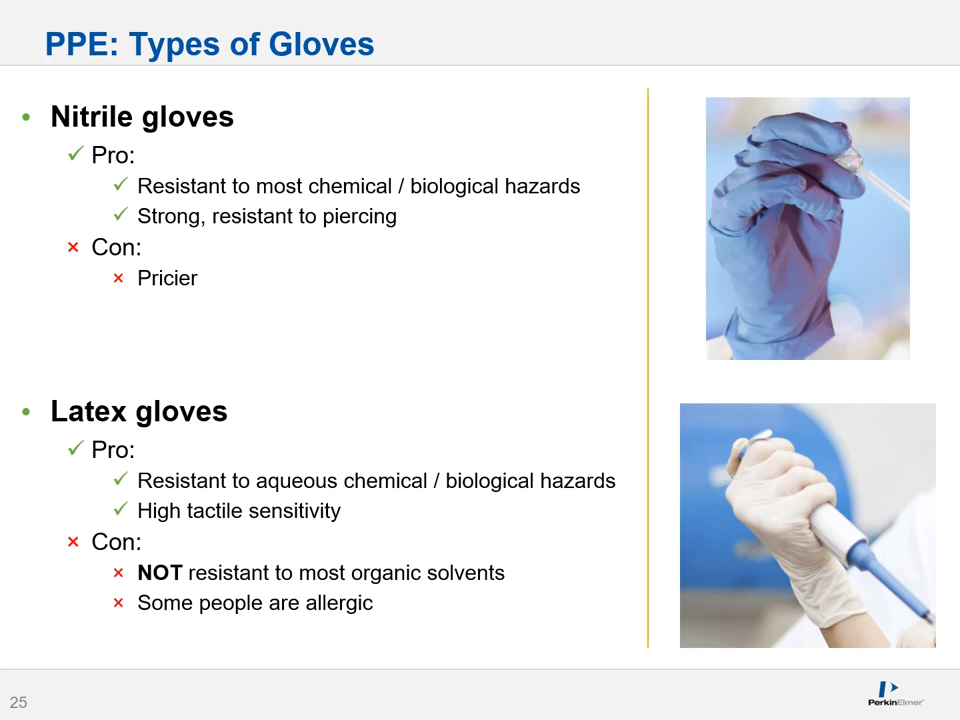 PPE: Types of Gloves
• Nitrile gloves
✓ Pro:
✓ Resistant to most chemical / biological hazards
✓ Strong, resistant to piercing
× Con:
× Pricier
• Latex gloves
✓ Pro:
✓ Resistant to aqueous chemical / biological hazards
✓ High tactile sensitivity
× Con:
× NOT resistant to most organic solvents
× Some people are allergic
25
PerkinElmer